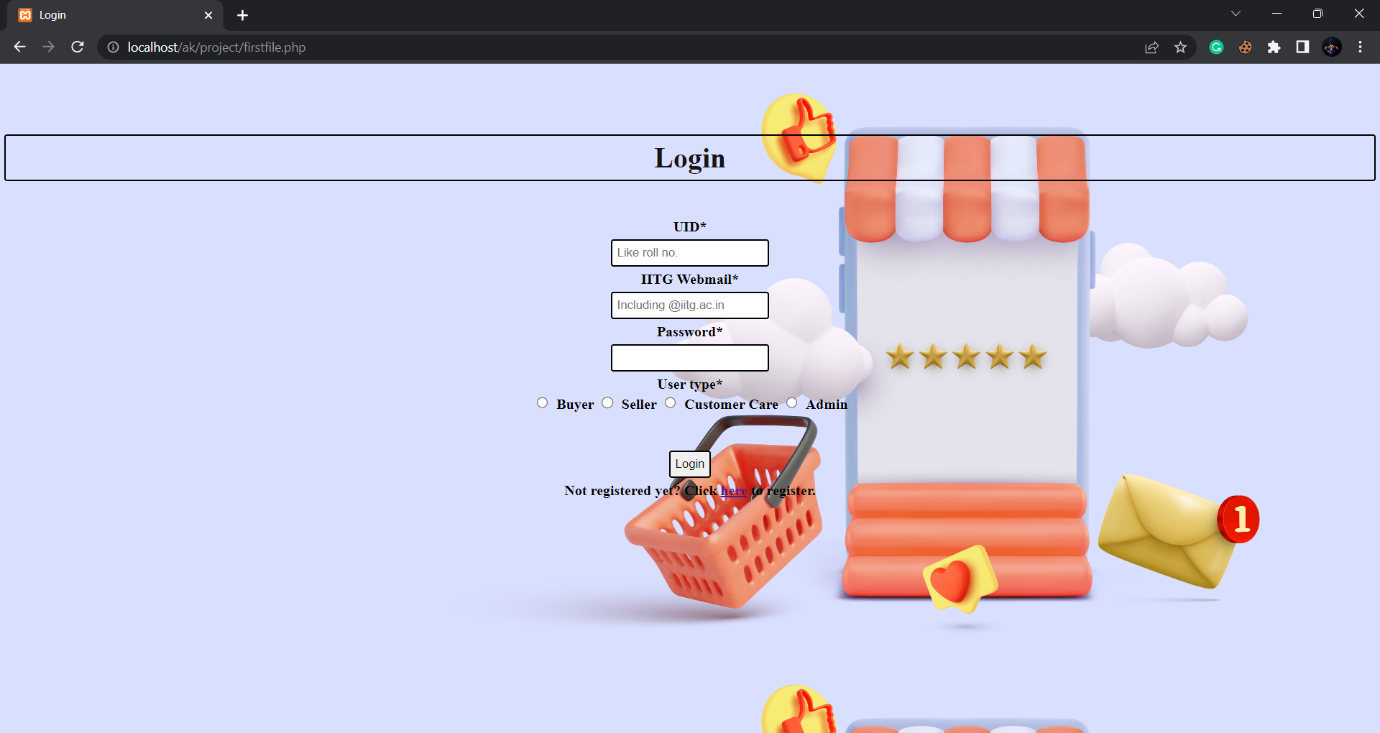 Login
localhost/ak/project/firstfile.php
Login
UID*
Like roll no.
IITG Webmail*
Including @iitg.ac.in
Password*
User type*
Buyer Seller Customer Care Admin
Login
Not registered yet? Click here to register.
1